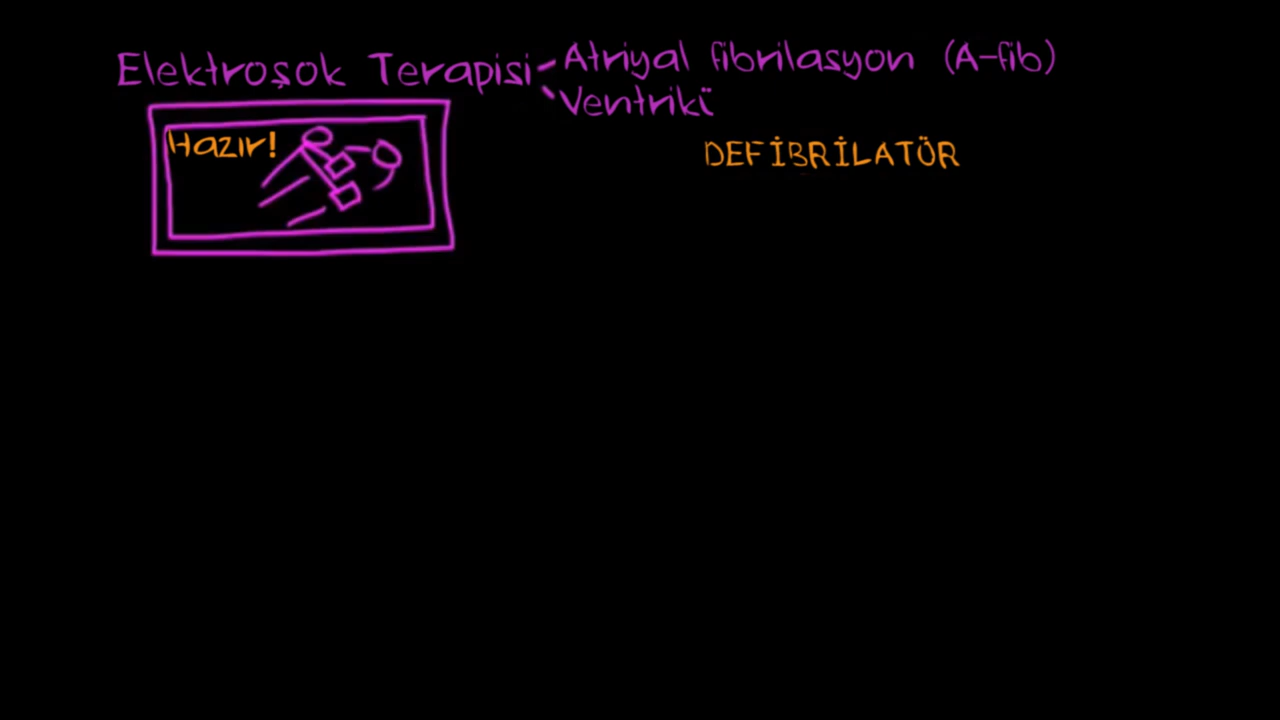 Elektroşok Terapisi
Atriyal fibrilasyon (A-fib)
Ventrikü
Hazır!
DEFİBRİLATÖR